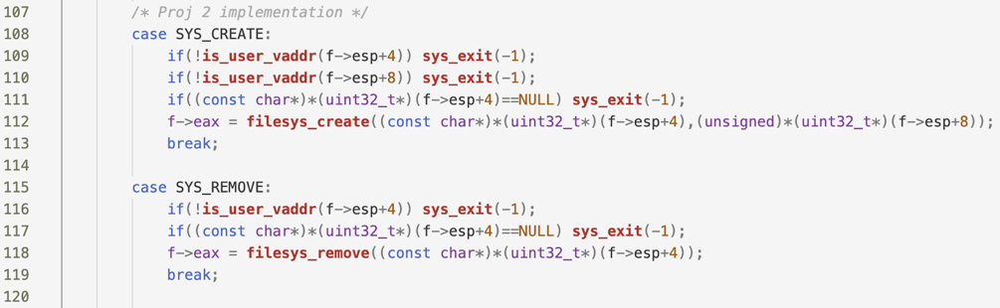 107 /* Proj 2 implementation */
108 case SYS_CREATE:
109 if(!is_user_vaddr(f->esp+4)) sys_exit(-1);
110 if(!is_user_vaddr(f->esp+8)) sys_exit(-1);
111 if((const char*)*(uint32_t*)(f->esp+4)==NULL) sys_exit(-1);
112 f->eax = filesys_create((const char*)*(uint32_t*)(f->esp+4),(unsigned)*(uint32_t*)(f->esp+8));
113 break;
114
115 case SYS_REMOVE:
116 if(!is_user_vaddr(f->esp+4)) sys_exit(-1);
117 if((const char*)*(uint32_t*)(f->esp+4)==NULL) sys_exit(-1);
118 f->eax = filesys_remove((const char*)*(uint32_t*)(f->esp+4));
119 break;
120